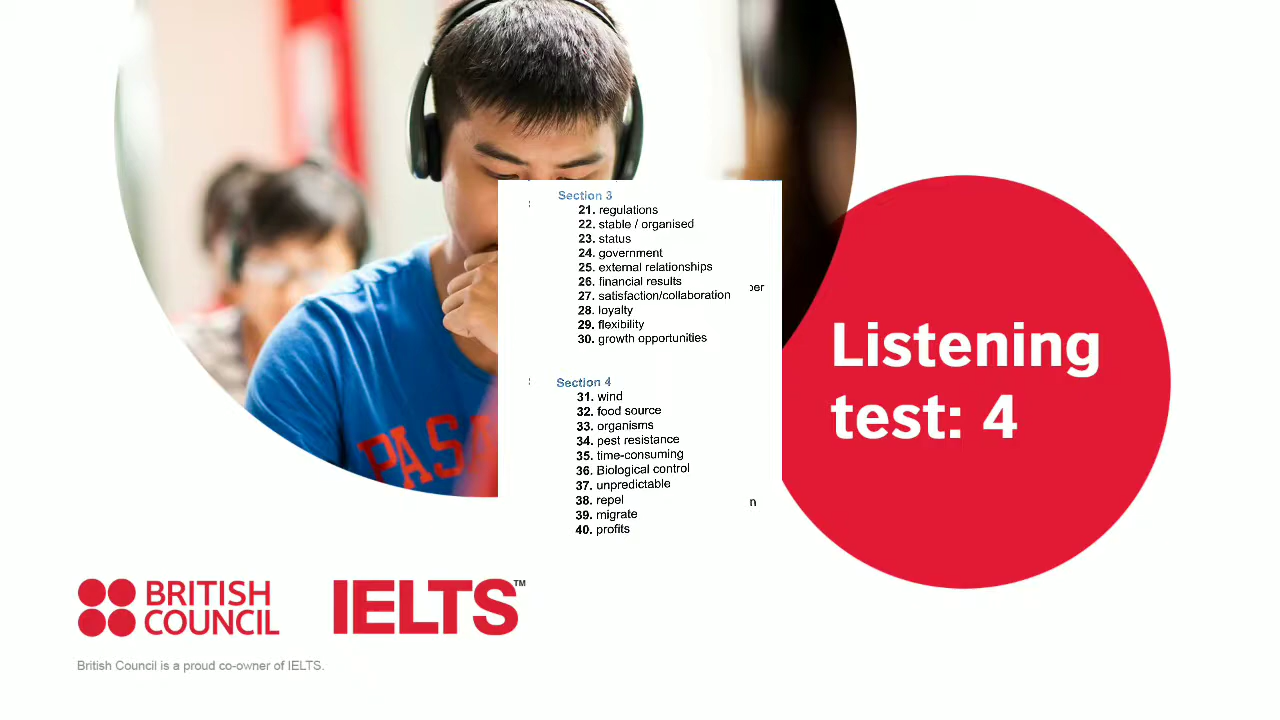 PASA
Section 3
21. regulations
22. stable / organised
23. status
24. government
25. external relationships
26. financial results
27. satisfaction/collaboration
28. loyalty
29. flexibility
30. growth opportunities
Section 4
31. wind
32. food source
33. organisms
34. pest resistance
35. time-consuming
36. Biological control
37. unpredictable
38. repel
39. migrate
40. profits
Listening
test: 4
BRITISH
COUNCIL
IELTS™
British Council is a proud co-owner of IELTS.